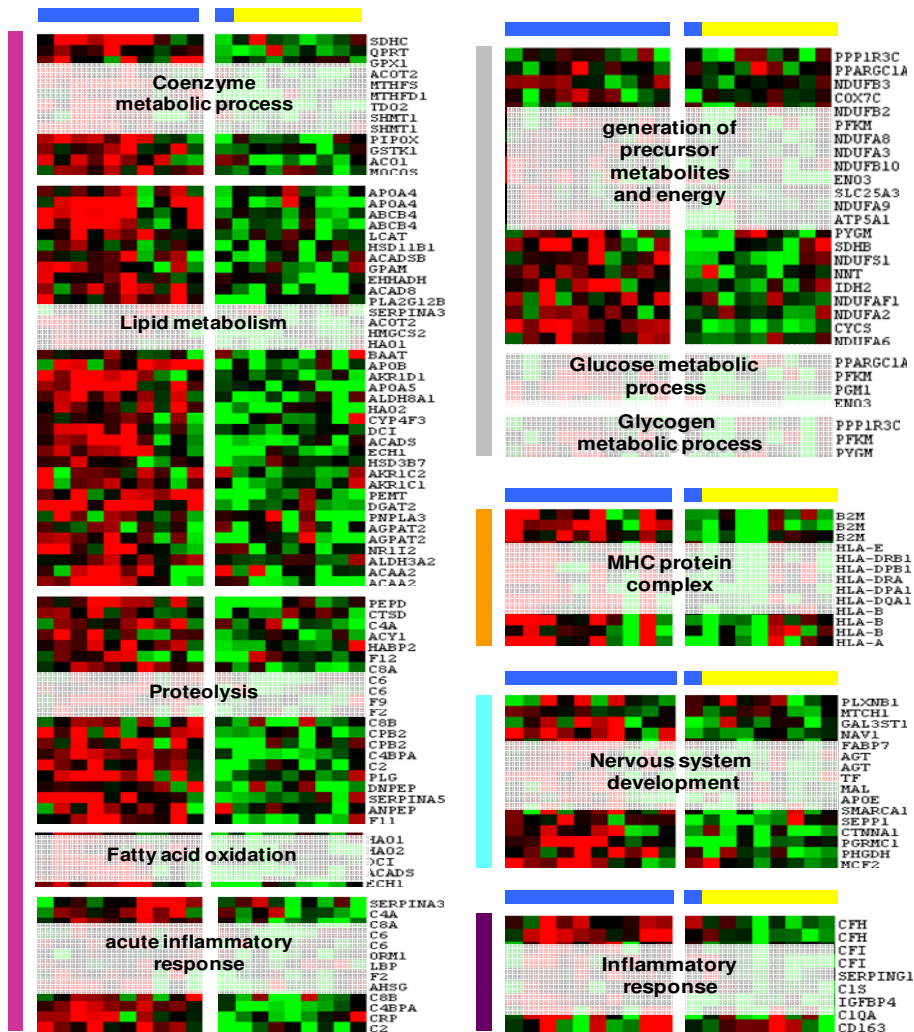 SDHC
QPRT
GPX1
ACOT2
MTHFS
MTHFD1
TDO2
SHMT1
SHMT1
PIPOX
GSTK1
ACO1
MOCOS
Coenzyme
metabolic process
APOA4
APOA4
ABCB4
ABCB4
LCAT
HSD11B1
ACADSB
GPAM
EHHADH
ACAD8
PLA2G12B
SERPINA3
ACOT2
HMGCS2
HAO1
BAAT
APOB
AKR1D1
APOA5
ALDH8A1
HAO2
CYP4F3
DCI
ACADS
ECH1
HSD3B7
AKR1C2
AKR1C1
PEMT
DGAT2
PNPLA3
AGPAT2
AGPAT2
NR1I2
ALDH3A2
ACAA2
ACAA2
Lipid metabolism
PEPD
CTSD
C4A
ACY1
HABP2
F12
C8A
C6
C6
F9
F2
C8B
CPB2
CPB2
C4BPA
C2
PLG
DNPEP
SERPINA5
ANPEP
F11
Proteolysis
HAO1
HAO2
DCI
ACADS
ECH1
Fatty acid oxidation
SERPINA3
C4A
C8A
C6
C6
ORM1
LBP
F2
AHSG
C8B
C4BPA
CRP
C2
acute inflammatory
response
PPP1R3C
PPARGC1A
NDUFB3
COX7C
NDUFB2
PFKM
NDUFA8
NDUFA3
NDUFB10
ENO3
SLC25A3
NDUFA9
ATP5A1
PYGM
SDHB
NDUFS1
NNT
IDH2
NDUFAF1
NDUFA2
CYCS
NDUFA6
generation of
precursor
metabolites
and energy
PPARGC1A
PFKM
PGM1
ENO3
Glucose metabolic
process
PPP1R3C
PFKM
PYGM
Glycogen
metabolic process
B2M
B2M
B2M
HLA-E
HLA-DRB1
HLA-DPB1
HLA-DRA
HLA-DPA1
HLA-DQA1
HLA-B
HLA-B
HLA-B
HLA-A
MHC protein
complex
PLXNB1
MTCH1
GAL3ST1
NAV1
FABP7
AGT
AGT
TF
MAL
APOE
SMARCA1
SEPP1
CTNNA1
PGRMC1
PHGDH
MCF2
Nervous system
development
CFH
CFH
CFI
CFI
SERPING1
C1S
IGFBP4
C1QA
CD163
Inflammatory
response